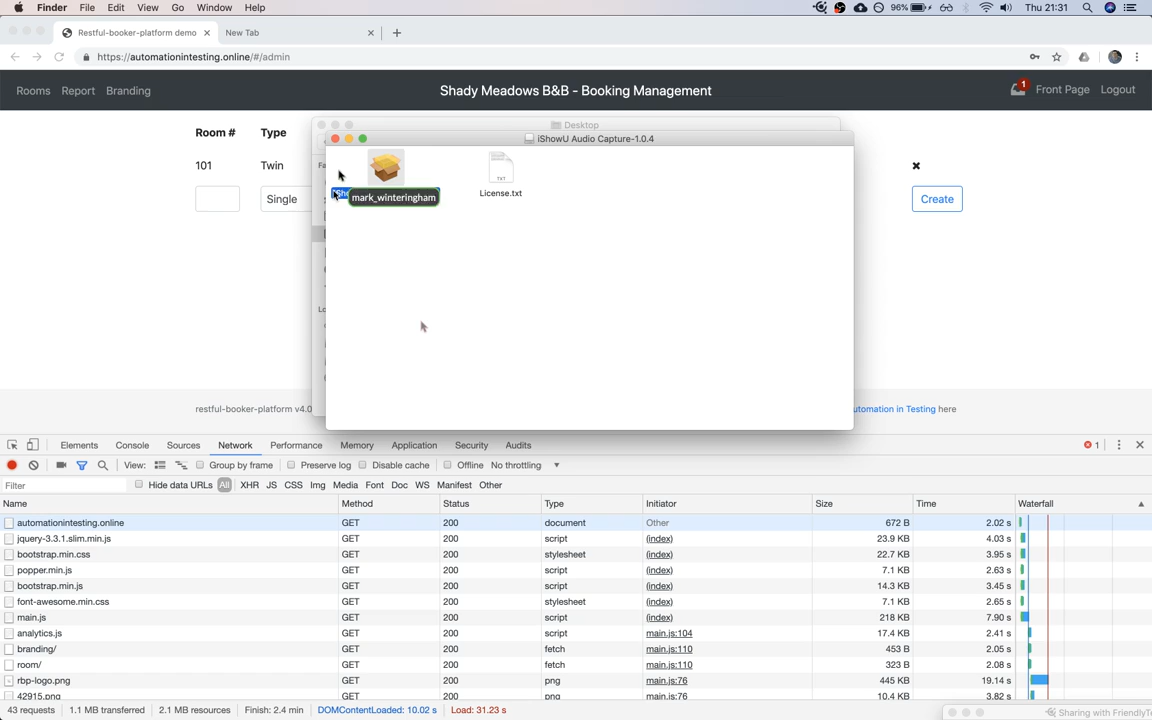 Finder File Edit View Go Window Help 96% Thu 21:31
Restful-booker-platform demo New Tab
https://automationintesting.online/#/admin
Rooms Report Branding Shady Meadows B&B - Booking Management 1 Front Page Logout
Desktop
iShowU Audio Capture-1.0.4
Room # Type
101 Twin
Single Create
mark_winteringham License.txt
restful-booker-platform v4.0 utomation in Testing here
Elements Console Sources Network Performance Memory Application Security Audits 1
View: Group by frame Preserve log Disable cache Offline No throttling
Filter Hide data URLs All XHR JS CSS Img Media Font Doc WS Manifest Other
Name Method Status Type Initiator Size Time Waterfall
automationintesting.online GET 200 document Other 672 B 2.02 s
jquery-3.3.1.slim.min.js GET 200 script (index) 23.9 KB 4.03 s
bootstrap.min.css GET 200 stylesheet (index) 22.7 KB 3.95 s
popper.min.js GET 200 script (index) 7.1 KB 2.63 s
bootstrap.min.js GET 200 script (index) 14.3 KB 3.45 s
font-awesome.min.css GET 200 stylesheet (index) 7.1 KB 2.65 s
main.js GET 200 script (index) 218 KB 7.90 s
analytics.js GET 200 script main.js:104 17.4 KB 2.41 s
branding/ GET 200 fetch main.js:110 453 B 2.05 s
room/ GET 200 fetch main.js:110 323 B 2.08 s
rbp-logo.png GET 200 png main.js:76 445 KB 19.14 s
42915.png GET 200 png main.js:76 10.4 KB 3.82 s
43 requests 1.1 MB transferred 2.1 MB resources Finish: 2.4 min DOMContentLoaded: 10.02 s Load: 31.23 s Sharing with FriendlyTe